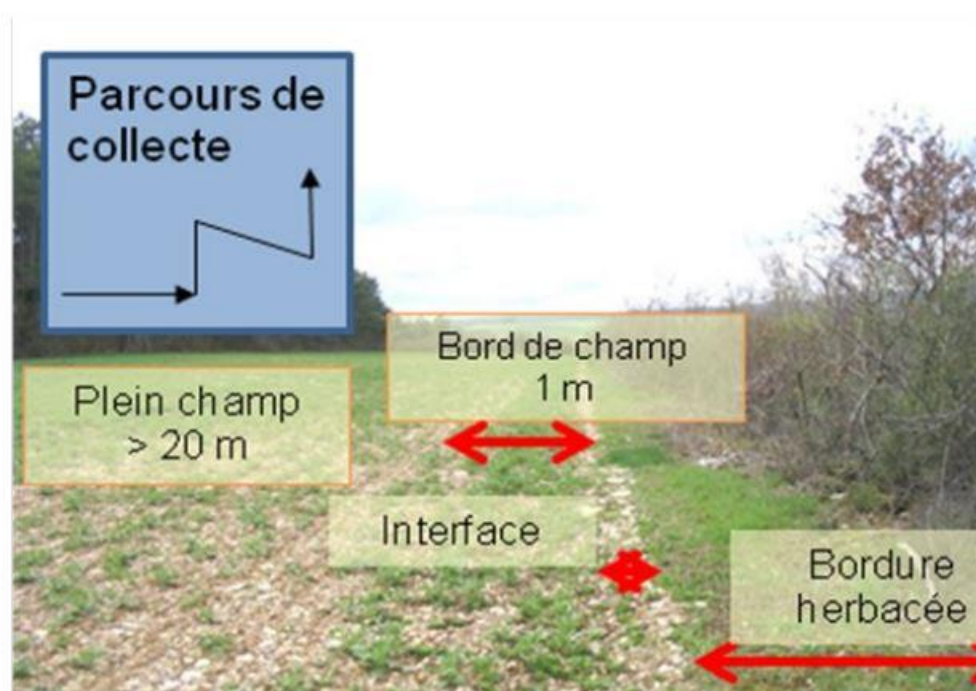 Parcours de
collecte
Bord de champ
1 m
Plein champ
> 20 m
Interface
Bordure
herbacée